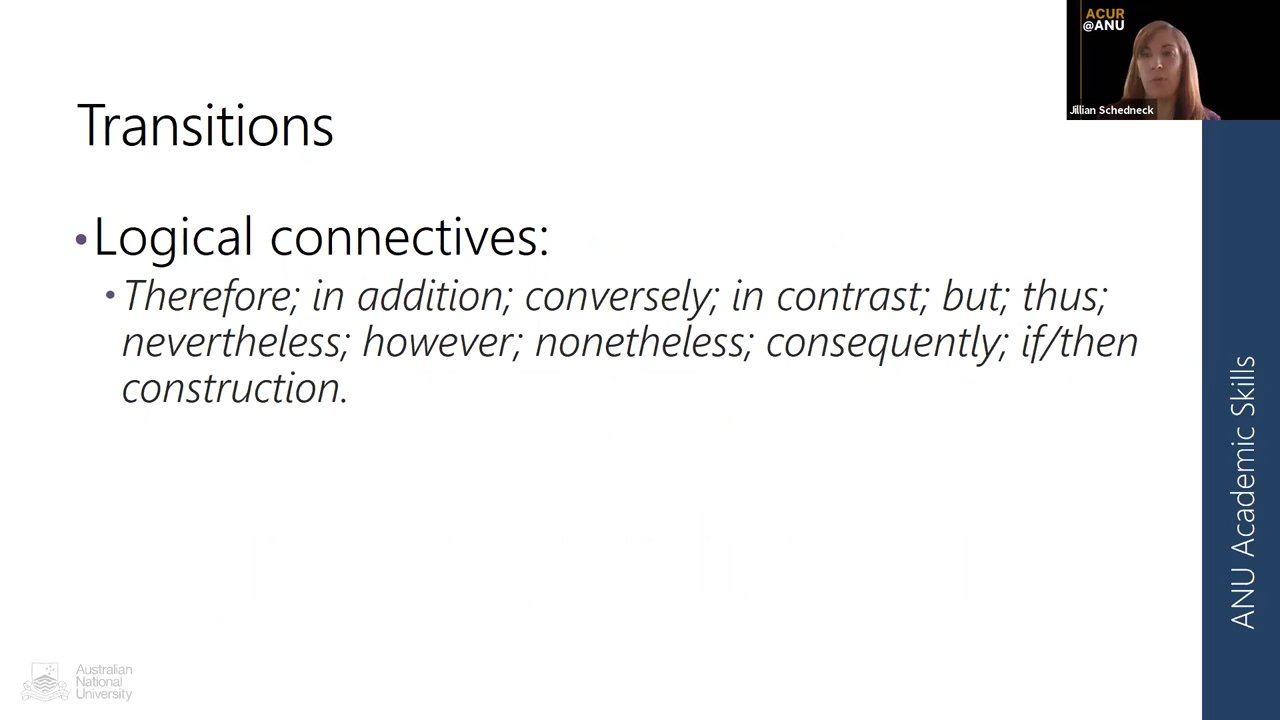 ACUR
@ANU
Jillian Schedneck
Transitions
•Logical connectives:
• Therefore; in addition; conversely; in contrast; but; thus;
nevertheless; however; nonetheless; consequently; if/then
construction.
ANU Academic Skills
Australian
National
University